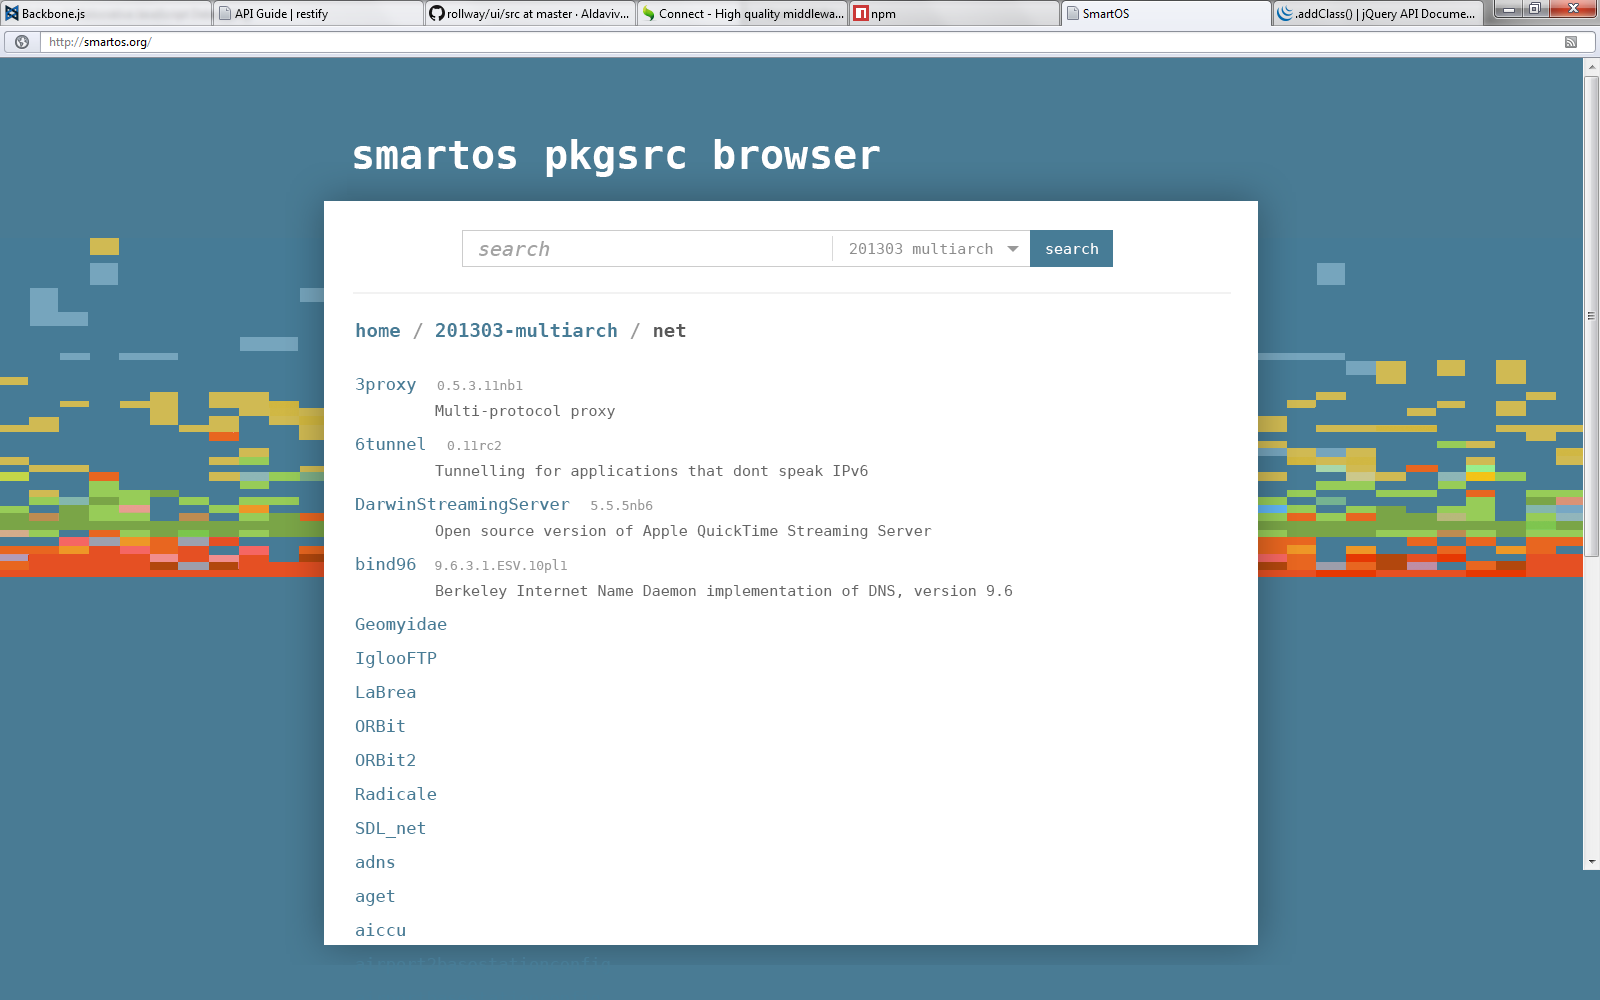 Backbone.js
API Guide | restify
rollway/ui/src at master · Aldaviv...
Connect - High quality middlewa...
npm
SmartOS
.addClass() | jQuery API Docume...
http://smartos.org/
smartos pkgsrc browser
search
201303 multiarch
search
home / 201303-multiarch / net
3proxy 0.5.3.11nb1
Multi-protocol proxy
6tunnel 0.11rc2
Tunnelling for applications that dont speak IPv6
DarwinStreamingServer 5.5.5nb6
Open source version of Apple QuickTime Streaming Server
bind96 9.6.3.1.ESV.10pl1
Berkeley Internet Name Daemon implementation of DNS, version 9.6
Geomyidae
IglooFTP
LaBrea
ORBit
ORBit2
Radicale
SDL_net
adns
aget
aiccu